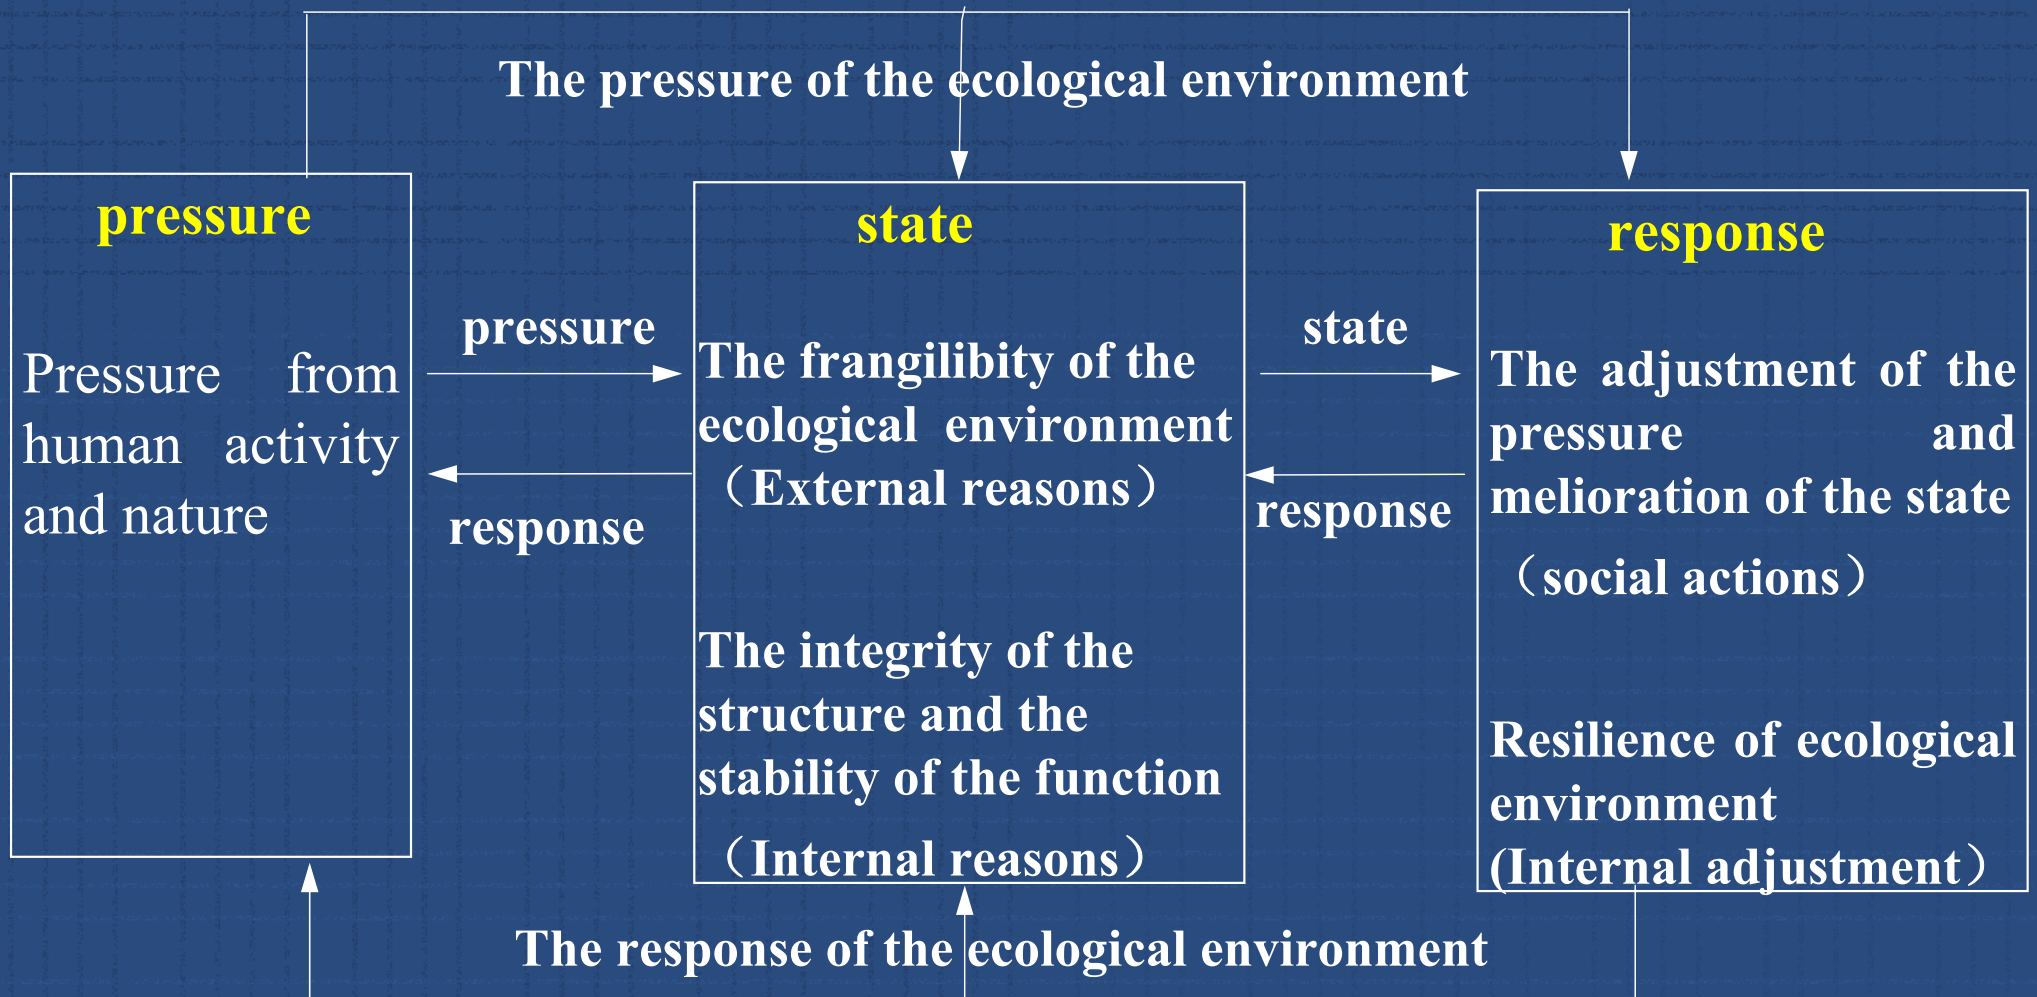 The pressure of the ecological environment
pressure
Pressure from
human activity
and nature
pressure
response
state
The frangilibity of the
ecological environment
（External reasons）
The integrity of the
structure and the
stability of the function
（Internal reasons）
state
response
response
The adjustment of the
pressure and
melioration of the state
（social actions）
Resilience of ecological
environment
(Internal adjustment）
The response of the ecological environment